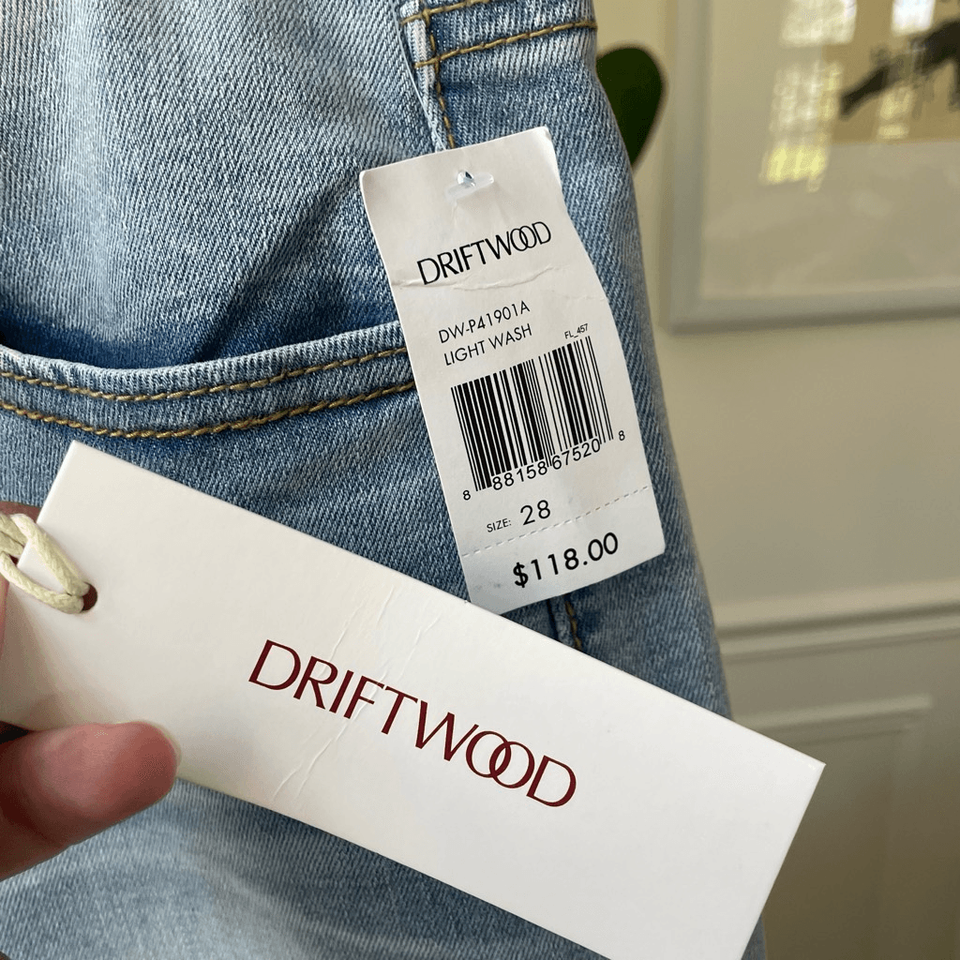 DRIFTWOOD
DW-P41901A
LIGHT WASH
FL_457
8 88158 67520 8
SIZE: 28
$118.00
DRIFTWOOD